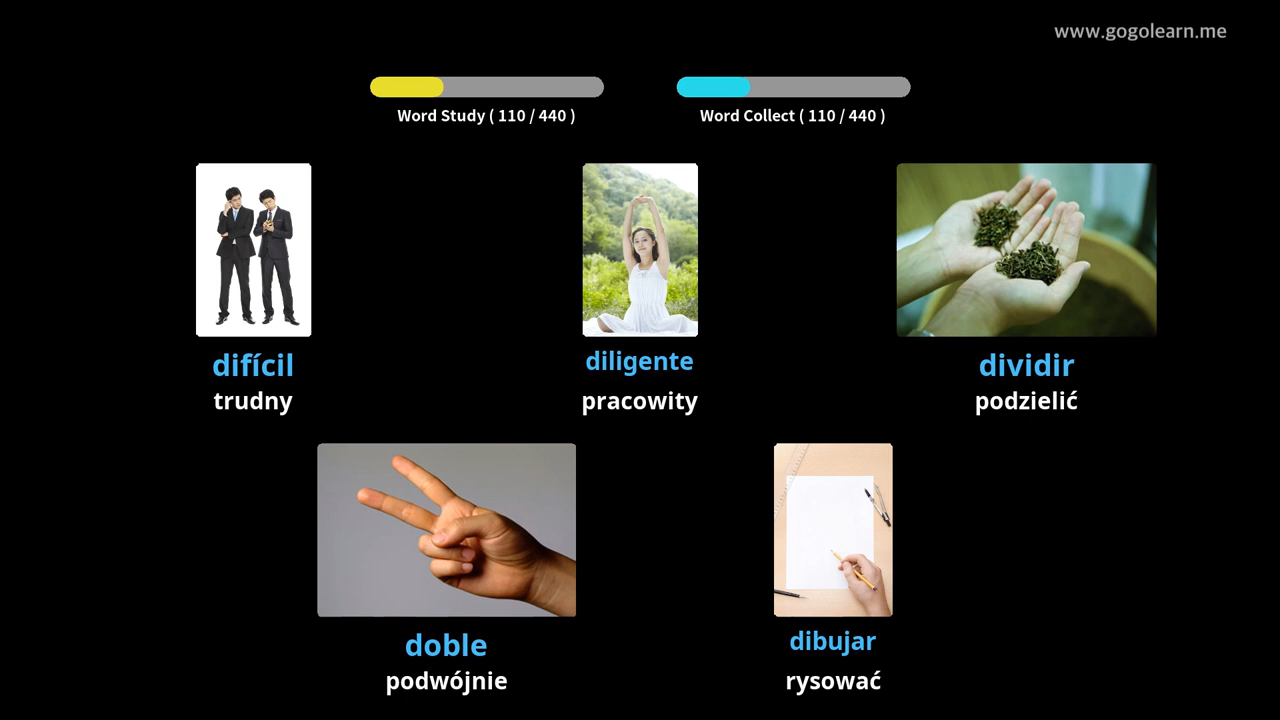 www.gogolearn.me
Word Study ( 110 / 440 )
Word Collect ( 110 / 440 )
difícil
trudny
diligente
pracowity
dividir
podzielić
doble
podwójnie
dibujar
rysować